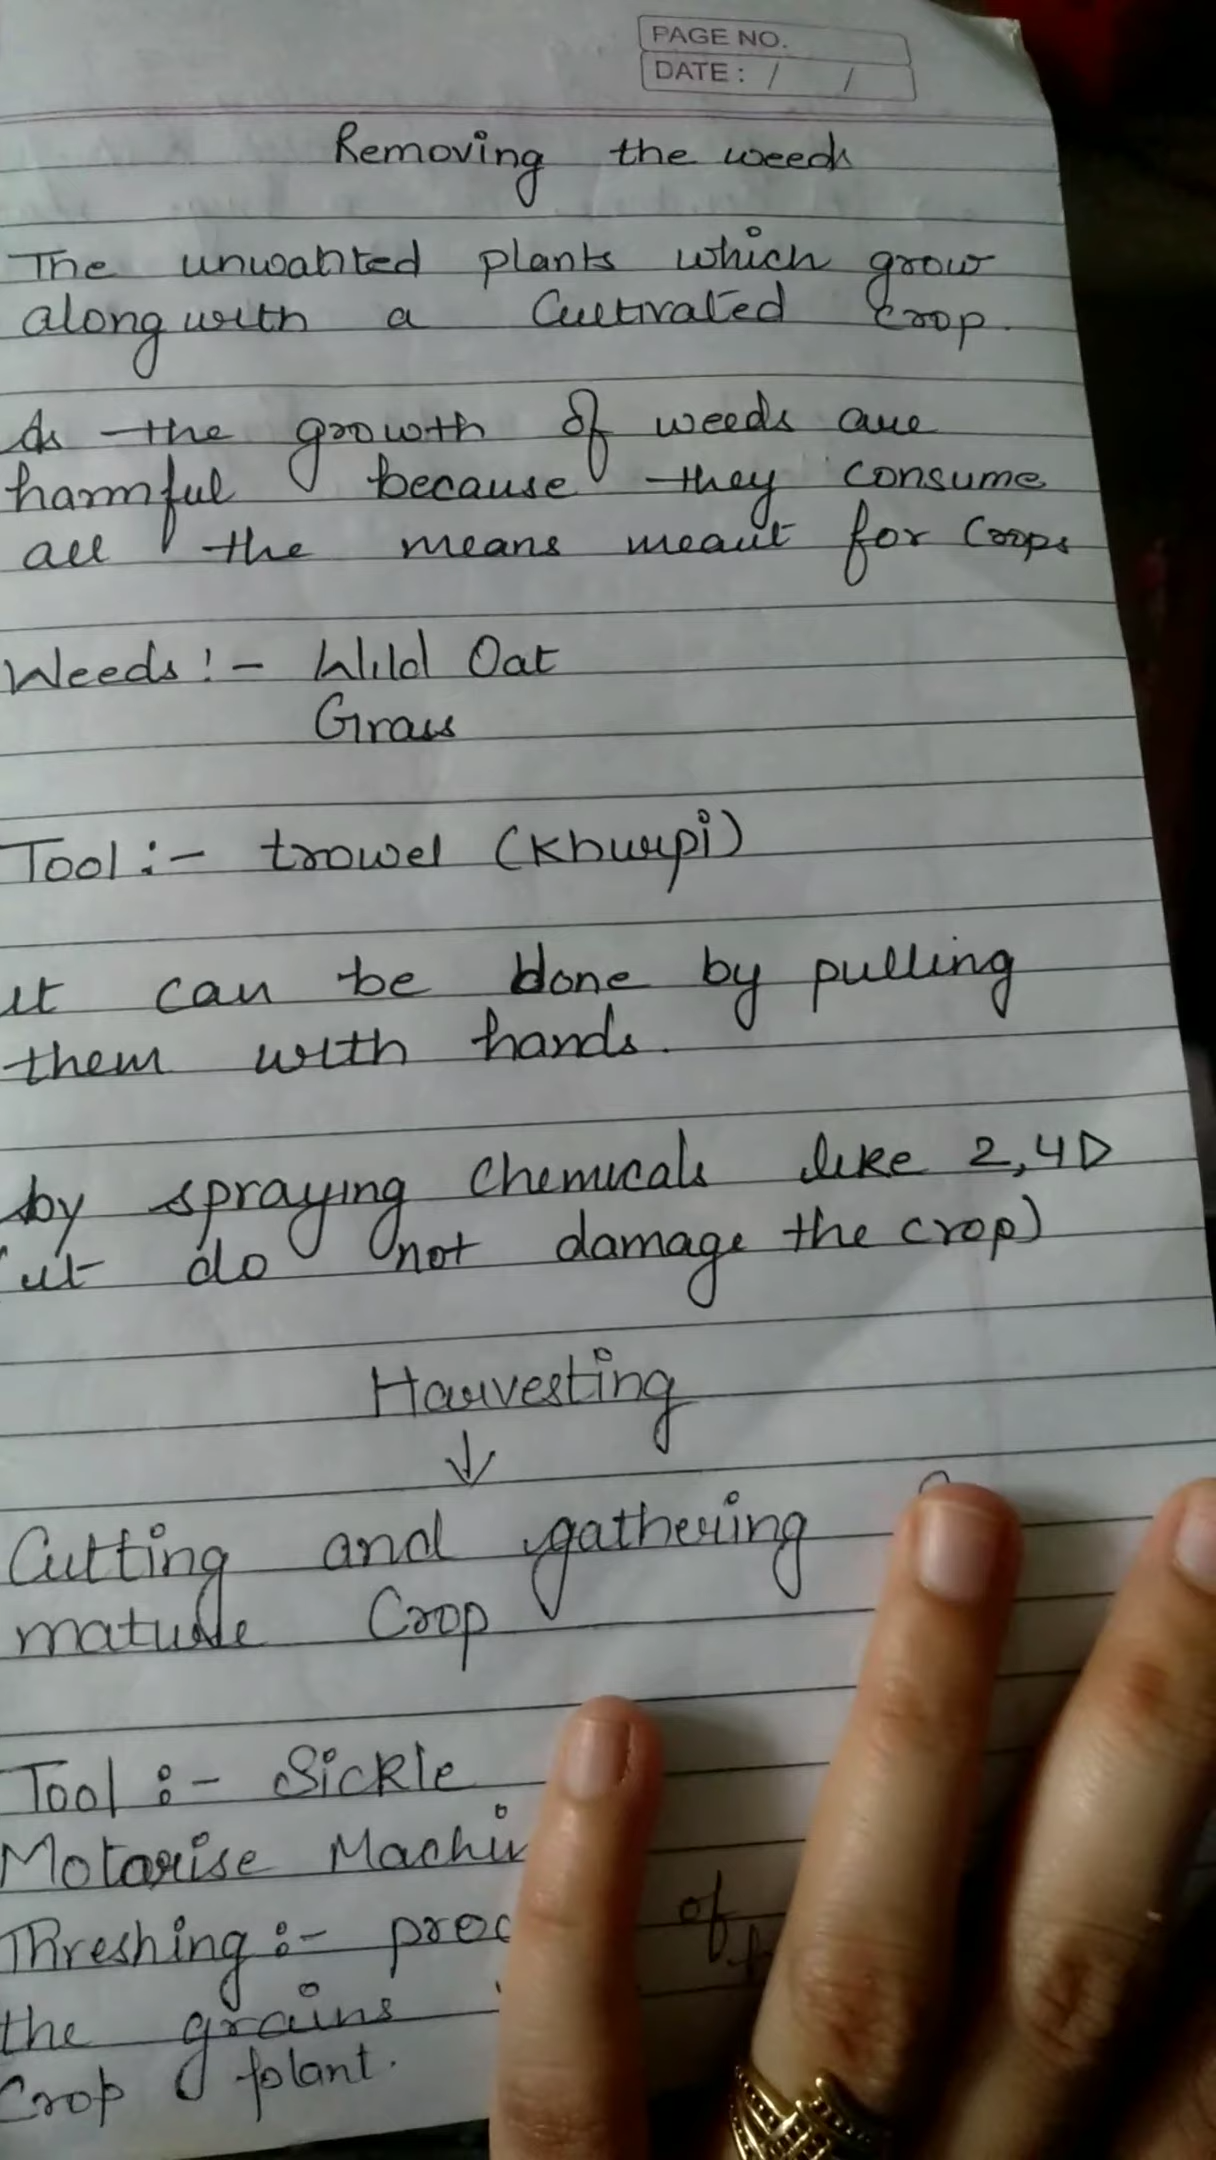 PAGE NO.
DATE: / /
Removing the weeds
The unwanted plants which grow
along with a Cultivated Crop.
As the growth of weeds are
harmful because they consume
all the means meant for Crops
Weeds:- Wild Oat
Grass
Tool:- trowel (Khurpi)
it can be done by pulling
them with hands.
by spraying Chemicals like 2,4D
(it do not damage the crop)
Harvesting
↓
Cutting and gathering
mature Crop
Tool:- Sickle
Motarise
Threshing:- of
the grains
Crop plant.